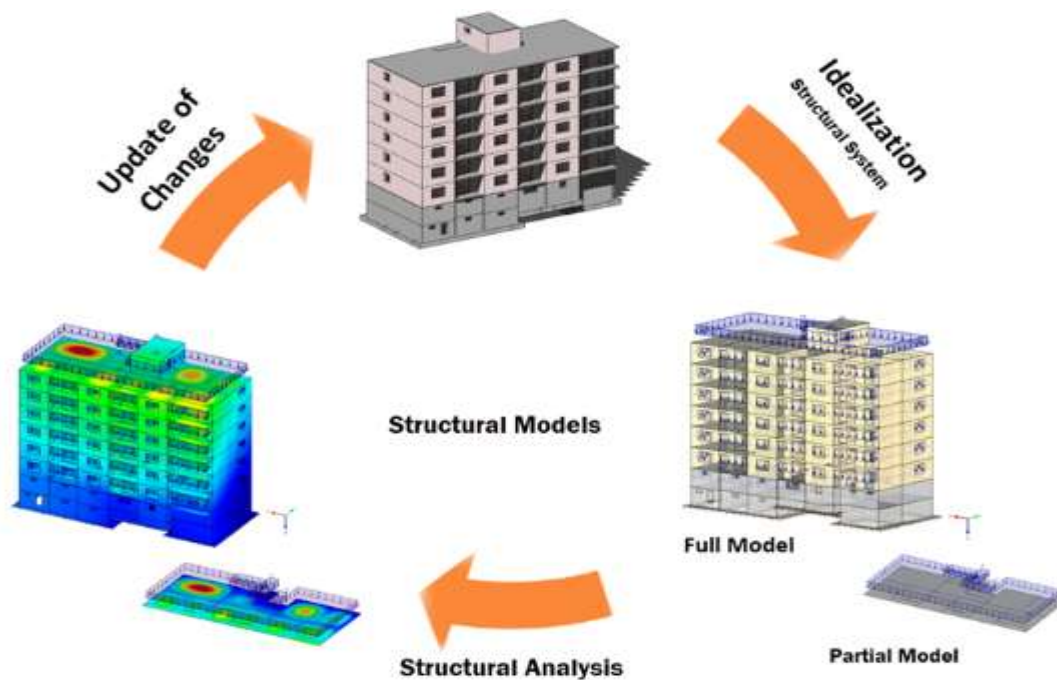 Update of
Changes
Idealization
Structural System
Structural Models
Full Model
Partial Model
Structural Analysis